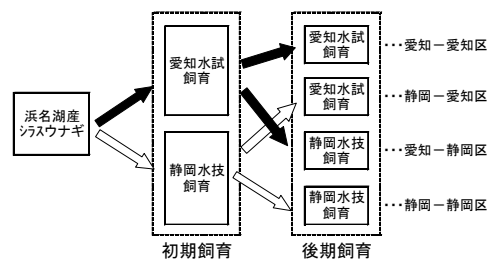 浜名湖産
シラスウナギ
愛知水試
飼育
静岡水技
飼育
初期飼育
愛知水試
飼育
・・・愛知－愛知区
愛知水試
飼育
・・・静岡－愛知区
静岡水技
飼育
・・・愛知－静岡区
静岡水技
飼育
・・・静岡－静岡区
後期飼育